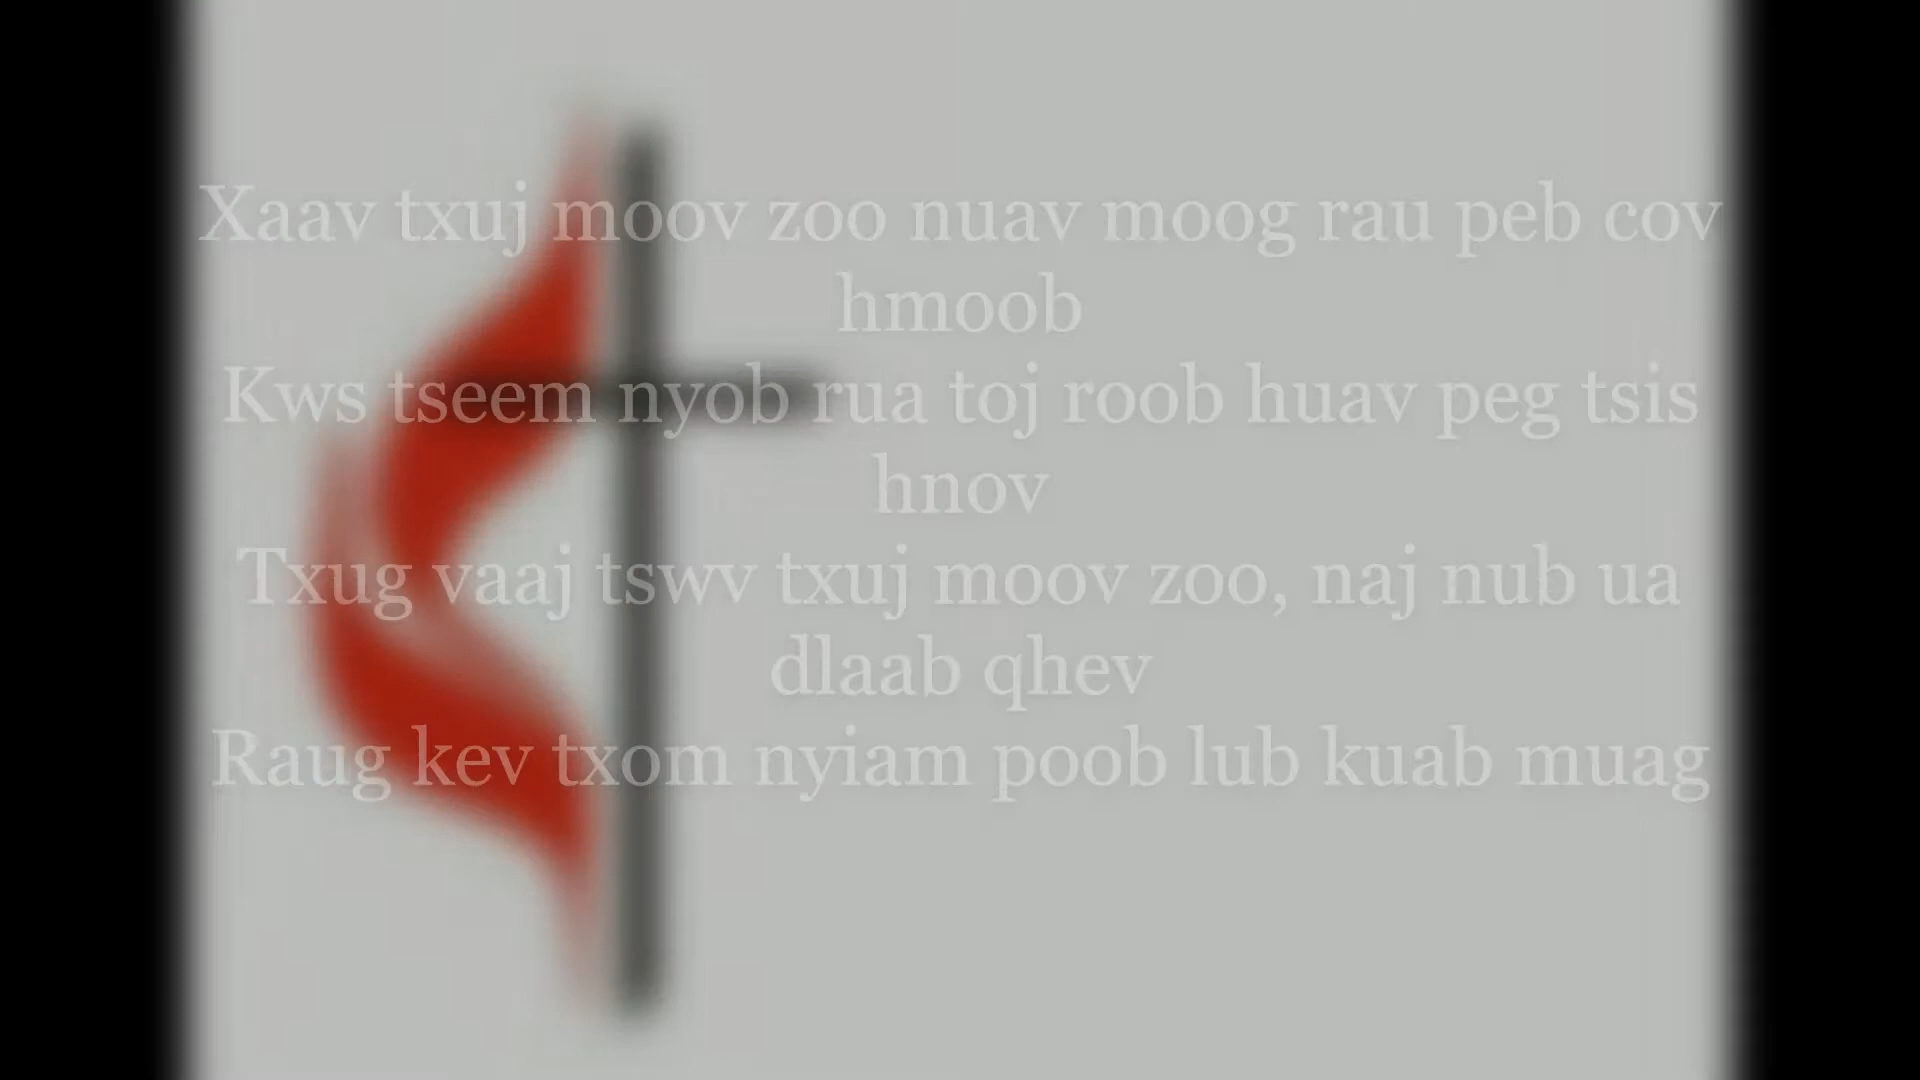 Xaav txuj moov zoo nuav moog rau peb cov
hmoob
Kws tseem nyob rua toj roob huav peg tsis
hnov
Txug vaaj tswv txuj moov zoo, naj nub ua
dlaab qhev
Raug kev txom nyiam poob lub kuab muag